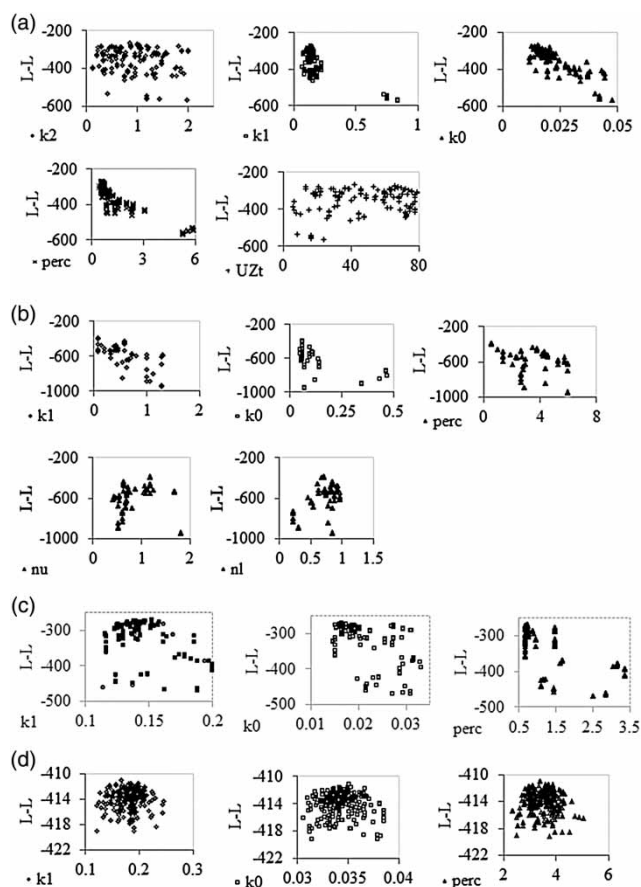 (a)
-200
-400
-600
L-L
0 1 2
k2
-200
-400
-600
L-L
0 0.5 1
k1
-200
-400
-600
L-L
0 0.025 0.05
k0
-200
-400
-600
L-L
0 3 6
perc
-200
-400
-600
L-L
0 40 80
UZt
(b)
-200
-600
-1000
L-L
0 1 2
k1
-200
-600
-1000
L-L
0 0.25 0.5
k0
-200
-600
-1000
L-L
0 4 8
perc
-200
-600
-1000
L-L
0 1 2
nu
-200
-600
-1000
L-L
0 0.5 1 1.5
nl
(c)
-300
-400
-500
L-L
0.1 0.15 0.2
k1
-300
-400
-500
L-L
0.01 0.02 0.03
k0
-300
-400
-500
L-L
0.5 1.5 2.5 3.5
perc
(d)
-410
-414
-418
-422
L-L
0.1 0.2 0.3
k1
-410
-414
-418
-422
L-L
0.03 0.035 0.04
k0
-410
-414
-418
-422
L-L
2 4 6
perc